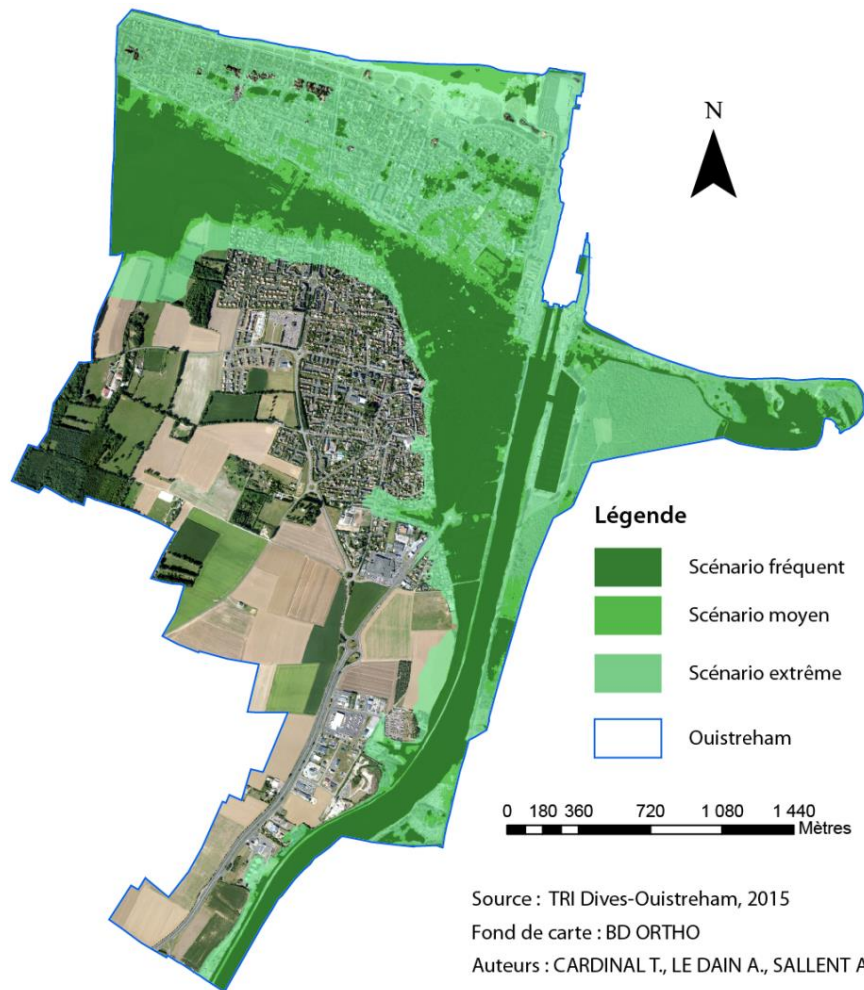 N
Légende
Scénario fréquent
Scénario moyen
Scénario extrême
Ouistreham
0 180 360 720 1 080 1 440
Mètres
Source : TRI Dives-Ouistreham, 2015
Fond de carte : BD ORTHO
Auteurs : CARDINAL T., LE DAIN A., SALLENT A